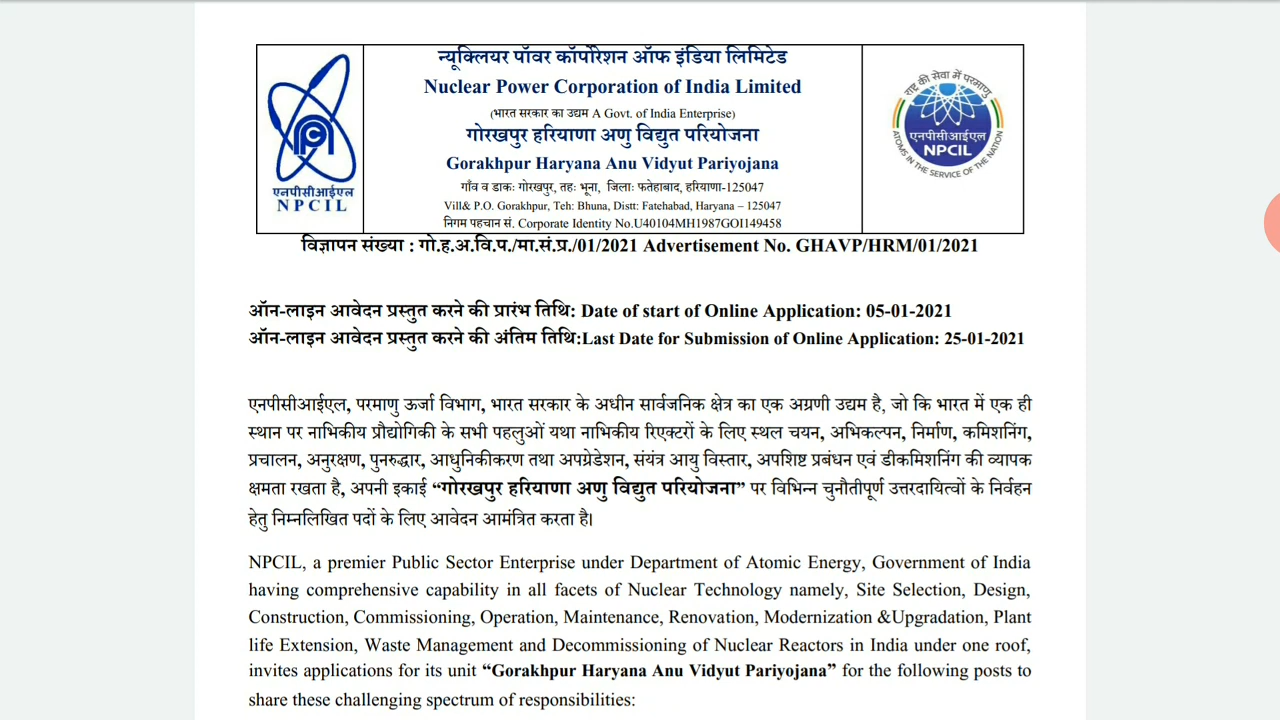 न्यूक्लियर पॉवर कॉर्पोरेशन ऑफ इंडिया लिमिटेड
Nuclear Power Corporation of India Limited
(भारत सरकार का उद्यम A Govt. of India Enterprise)
गोरखपुर हरियाणा अणु विद्युत परियोजना
Gorakhpur Haryana Anu Vidyut Pariyojana
गाँव व डाकः गोरखपुर, तहः भूना, जिलाः फतेहाबाद, हरियाणा-125047
Vill& P.O. Gorakhpur, Teh: Bhuna, Distt: Fatehabad, Haryana – 125047
निगम पहचान सं. Corporate Identity No.U40104MH1987GOI149458
एनपीसीआईएल
NPCIL
राष्ट्र की सेवा में परमाणु
एनपीसीआईएल
NPCIL
ATOMS IN THE SERVICE OF THE NATION
विज्ञापन संख्या : गो.ह.अ.वि.प./मा.सं.प्र./01/2021 Advertisement No. GHAVP/HRM/01/2021
ऑन-लाइन आवेदन प्रस्तुत करने की प्रारंभ तिथि: Date of start of Online Application: 05-01-2021
ऑन-लाइन आवेदन प्रस्तुत करने की अंतिम तिथि:Last Date for Submission of Online Application: 25-01-2021
एनपीसीआईएल, परमाणु ऊर्जा विभाग, भारत सरकार के अधीन सार्वजनिक क्षेत्र का एक अग्रणी उद्यम है, जो कि भारत में एक ही
स्थान पर नाभिकीय प्रौद्योगिकी के सभी पहलुओं यथा नाभिकीय रिएक्टरों के लिए स्थल चयन, अभिकल्पन, निर्माण, कमिशनिंग,
प्रचालन, अनुरक्षण, पुनरुद्धार, आधुनिकीकरण तथा अपग्रेडेशन, संयंत्र आयु विस्तार, अपशिष्ट प्रबंधन एवं डीकमिशनिंग की व्यापक
क्षमता रखता है, अपनी इकाई “गोरखपुर हरियाणा अणु विद्युत परियोजना” पर विभिन्न चुनौतीपूर्ण उत्तरदायित्वों के निर्वहन
हेतु निम्नलिखित पदों के लिए आवेदन आमंत्रित करता है।
NPCIL, a premier Public Sector Enterprise under Department of Atomic Energy, Government of India
having comprehensive capability in all facets of Nuclear Technology namely, Site Selection, Design,
Construction, Commissioning, Operation, Maintenance, Renovation, Modernization &Upgradation, Plant
life Extension, Waste Management and Decommissioning of Nuclear Reactors in India under one roof,
invites applications for its unit “Gorakhpur Haryana Anu Vidyut Pariyojana” for the following posts to
share these challenging spectrum of responsibilities: